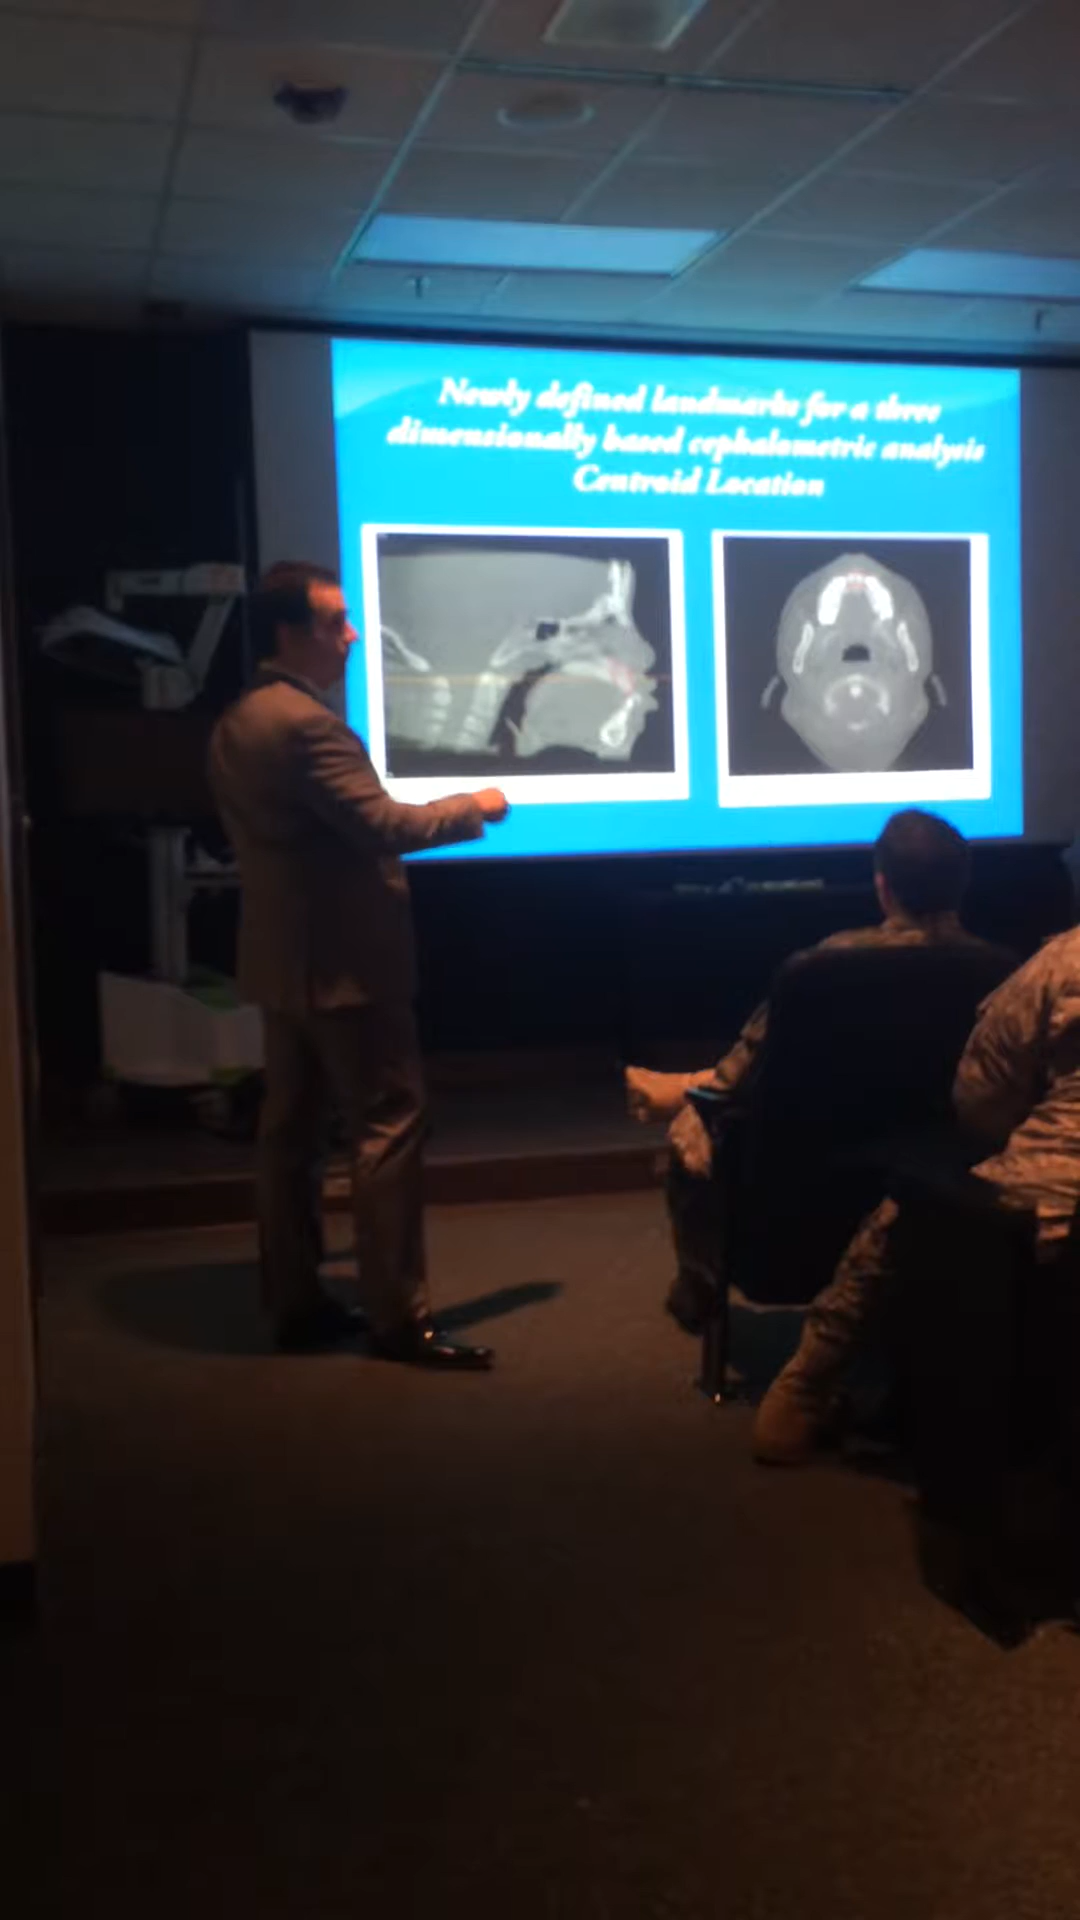 Newly defined landmarks for a three
dimensionally based cephalometric analysis
Centroid Location